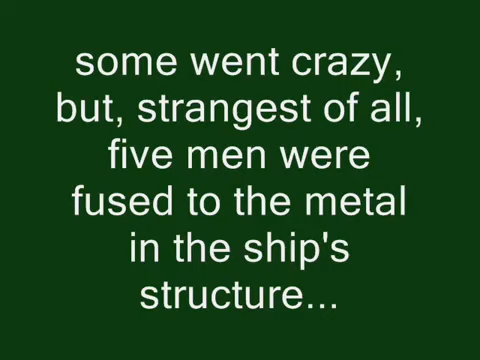 some went crazy,
but, strangest of all,
five men were
fused to the metal
in the ship's
structure...